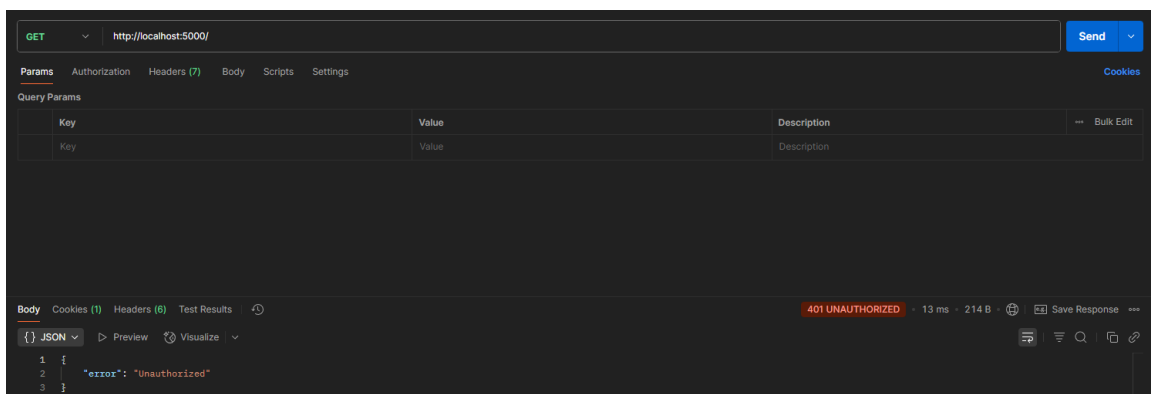 GET http://localhost:5000/ Send
Params Authorization Headers (7) Body Scripts Settings Cookies
Query Params
Key Value Description ••• Bulk Edit
Key Value Description
Body Cookies (1) Headers (6) Test Results 401 UNAUTHORIZED • 13 ms • 214 B • Save Response •••
{} JSON Preview Visualize
1 {
2 "error": "Unauthorized"
3 }